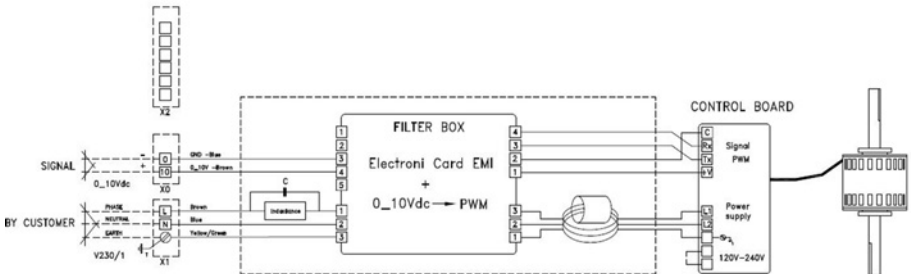 X2
SIGNAL
-
+
0_10Vdc
0
10
X0
GND -Blue
0_10V -Brown
BY CUSTOMER
PHASE
NEUTRAL
EARTH
V230/1
L
N
X1
Brown
Blue
Yellow/Green
C
Inductance
FILTER BOX
Electroni Card EMI
+
0_10Vdc → PWM
1
2
3
4
5
1
2
3
4
3
2
1
3
2
1
CONTROL BOARD
C
Rx
Tx
Signal
PWM
L1
L2
Power
supply
120V-240V